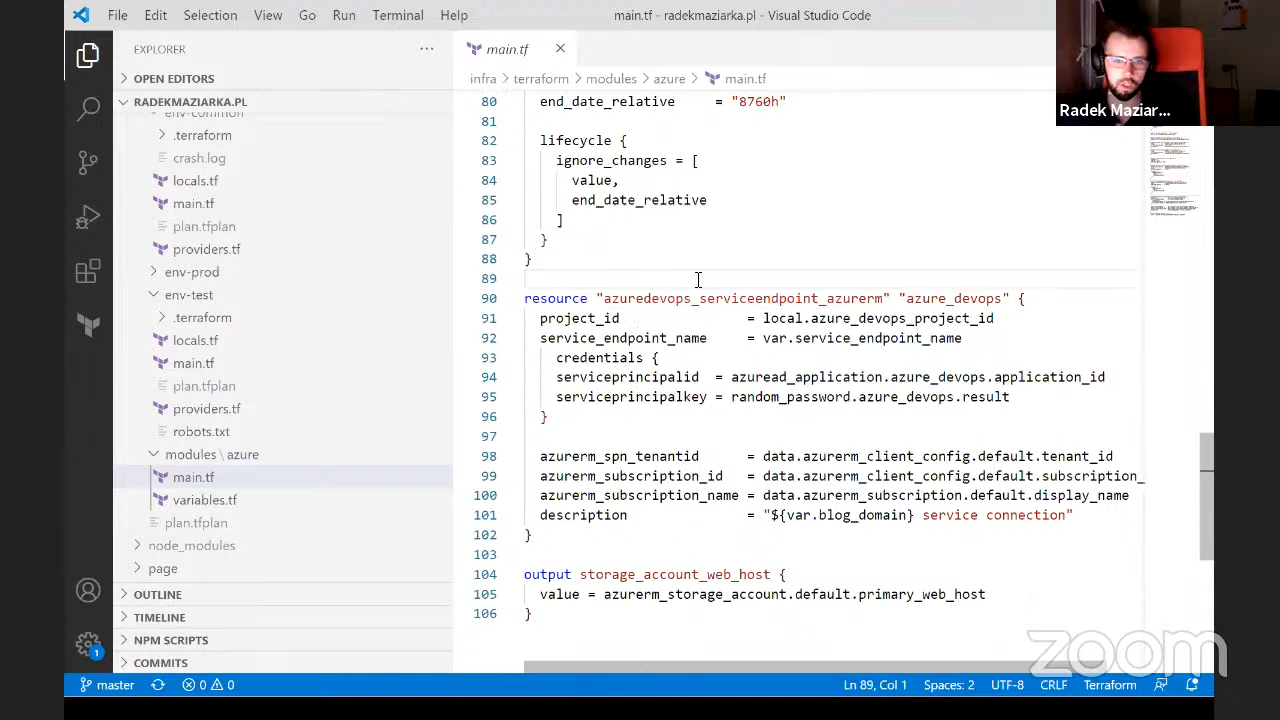 File Edit Selection View Go Run Terminal Help
main.tf - radekmaziarka.pl - Visual Studio Code
Radek Maziar...
EXPLORER
OPEN EDITORS
RADEKMAZIARKA.PL
env-common
.terraform
crash.log
locals.tf
main.tf
plan.tfplan
providers.tf
env-prod
env-test
.terraform
locals.tf
main.tf
plan.tfplan
providers.tf
robots.txt
modules \ azure
main.tf
variables.tf
plan.tfplan
node_modules
page
OUTLINE
TIMELINE
NPM SCRIPTS
COMMITS
main.tf
infra > terraform > modules > azure > main.tf
80 end_date_relative = "8760h"
81
82 lifecycle {
ignore_changes = [
84 value,
85 end_date_relative
]
87 }
88 }
89
90 resource "azuredevops_serviceendpoint_azurerm" "azure_devops" {
91 project_id = local.azure_devops_project_id
92 service_endpoint_name = var.service_endpoint_name
93 credentials {
94 serviceprincipalid = azuread_application.azure_devops.application_id
95 serviceprincipalkey = random_password.azure_devops.result
96 }
97
98 azurerm_spn_tenantid = data.azurerm_client_config.default.tenant_id
99 azurerm_subscription_id = data.azurerm_client_config.default.subscription_
100 azurerm_subscription_name = data.azurerm_subscription.default.display_name
101 description = "${var.blog_domain} service connection"
102 }
103
104 output storage_account_web_host {
105 value = azurerm_storage_account.default.primary_web_host
106 }
zoom
master 0 0
Ln 89, Col 1 Spaces: 2 UTF-8 CRLF Terraform
1